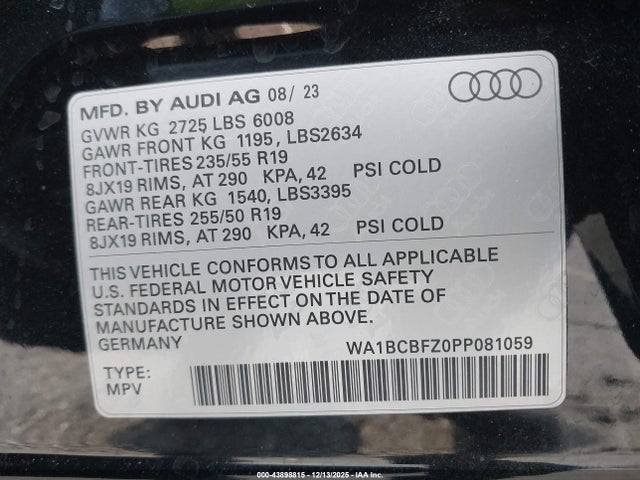 MFD. BY AUDI AG 08/ 23
GVWR KG 2725 LBS 6008
GAWR FRONT KG 1195, LBS2634
FRONT-TIRES 235/55 R19
8JX19 RIMS, AT 290 KPA, 42 PSI COLD
GAWR REAR KG 1540, LBS3395
REAR-TIRES 255/50 R19
8JX19 RIMS, AT 290 KPA, 42 PSI COLD
THIS VEHICLE CONFORMS TO ALL APPLICABLE
U.S. FEDERAL MOTOR VEHICLE SAFETY
STANDARDS IN EFFECT ON THE DATE OF
MANUFACTURE SHOWN ABOVE.
GERMANY WA1BCBFZ0PP081059
TYPE:
MPV
000-43898815 - 12/13/2025 - IAA Inc.